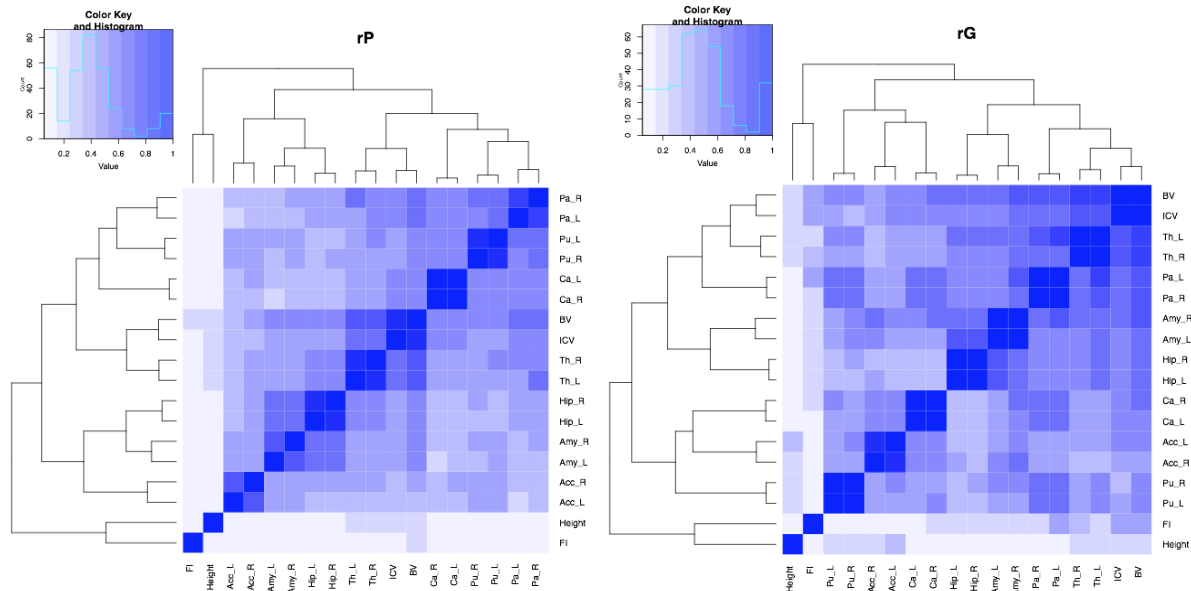 Color Key
and Histogram
Count
0 20 40 60 80
0.2 0.4 0.6 0.8 1
Value
rP
Pa_R
Pa_L
Pu_L
Pu_R
Ca_L
Ca_R
BV
ICV
Th_R
Th_L
Hip_R
Hip_L
Amy_R
Amy_L
Acc_R
Acc_L
Height
FI
FI Height Acc_L Acc_R Amy_L Amy_R Hip_L Hip_R Th_L Th_R ICV BV Ca_R Ca_L Pu_R Pu_L Pa_L Pa_R
Color Key
and Histogram
Count
0 10 20 30 40 50 60
0.2 0.4 0.6 0.8 1
Value
rG
BV
ICV
Th_L
Th_R
Pa_L
Pa_R
Amy_R
Amy_L
Hip_R
Hip_L
Ca_R
Ca_L
Acc_L
Acc_R
Pu_R
Pu_L
FI
Height
Height FI Pu_L Pu_R Acc_R Acc_L Ca_L Ca_R Hip_L Hip_R Amy_L Amy_R Pa_R Pa_L Th_R Th_L ICV BV